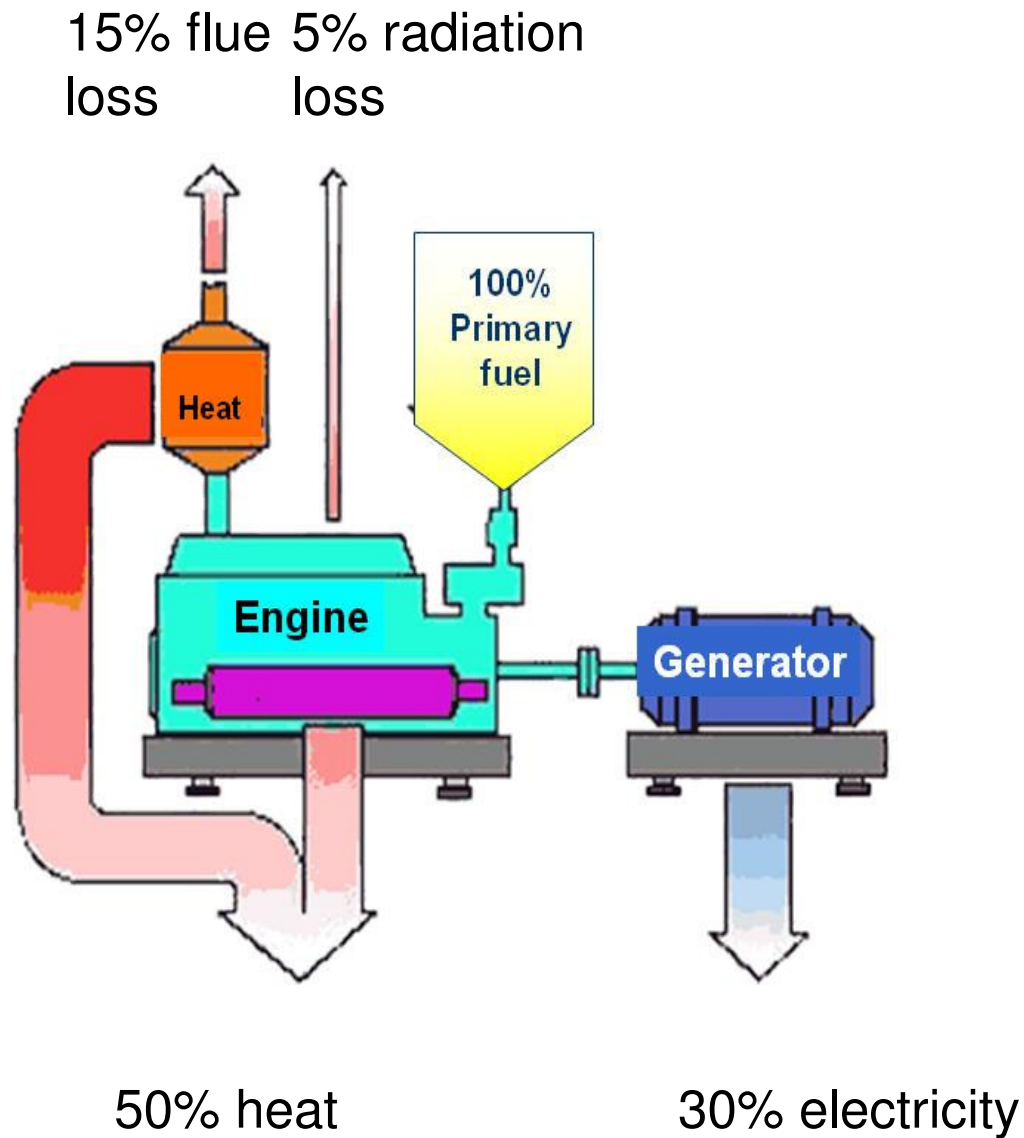 15% flue 5% radiation
loss loss
100%
Primary
fuel
Heat
Engine
Generator
50% heat 30% electricity